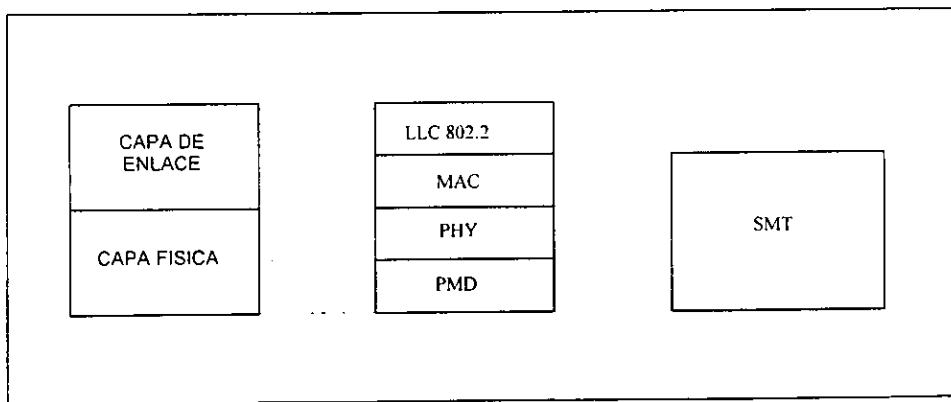 CAPA DE
ENLACE
CAPA FISICA
LLC 802.2
MAC
PHY
PMD
SMT